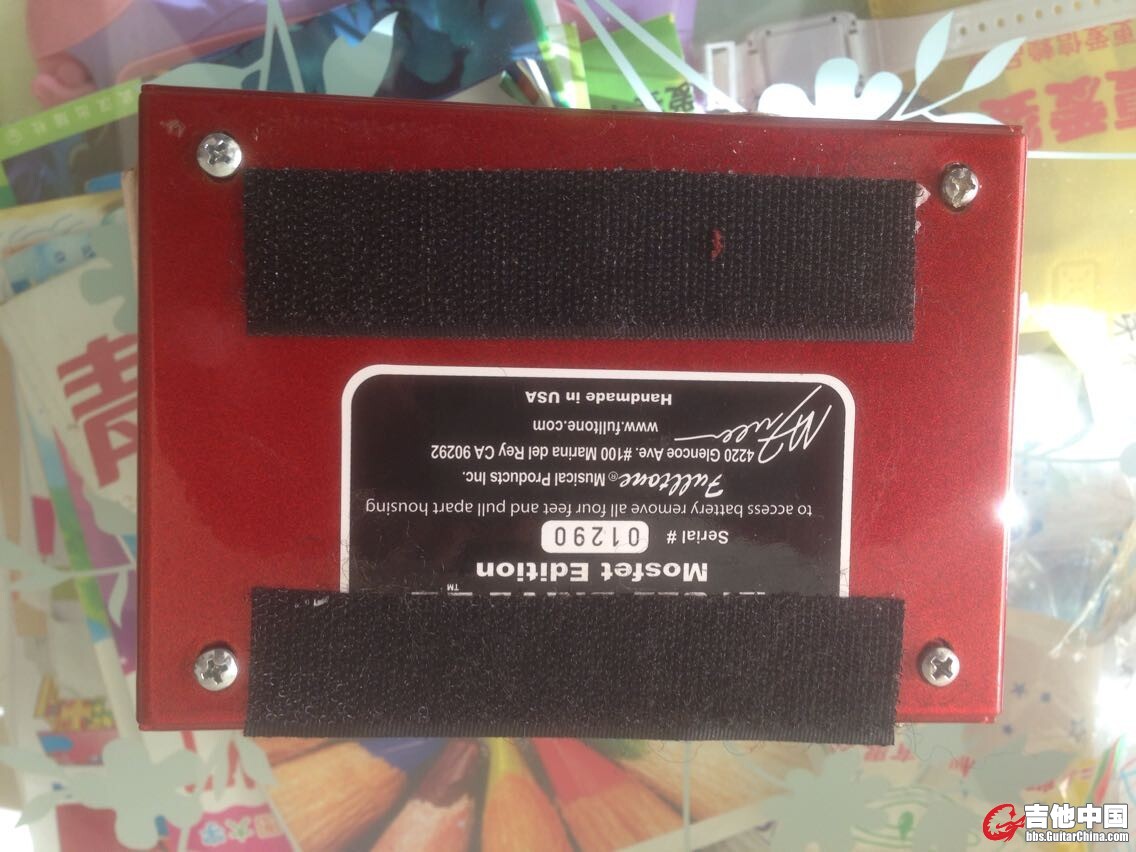 ™
Mosfet Edition
Serial # 01290
to access battery remove all four feet and pull apart housing
Fulltone® Musical Products Inc.
4220 Glencoe Ave. #100 Marina del Rey CA 90292
www.fulltone.com
Handmade in USA
青
吉他中国
bbs.GuitarChina.com